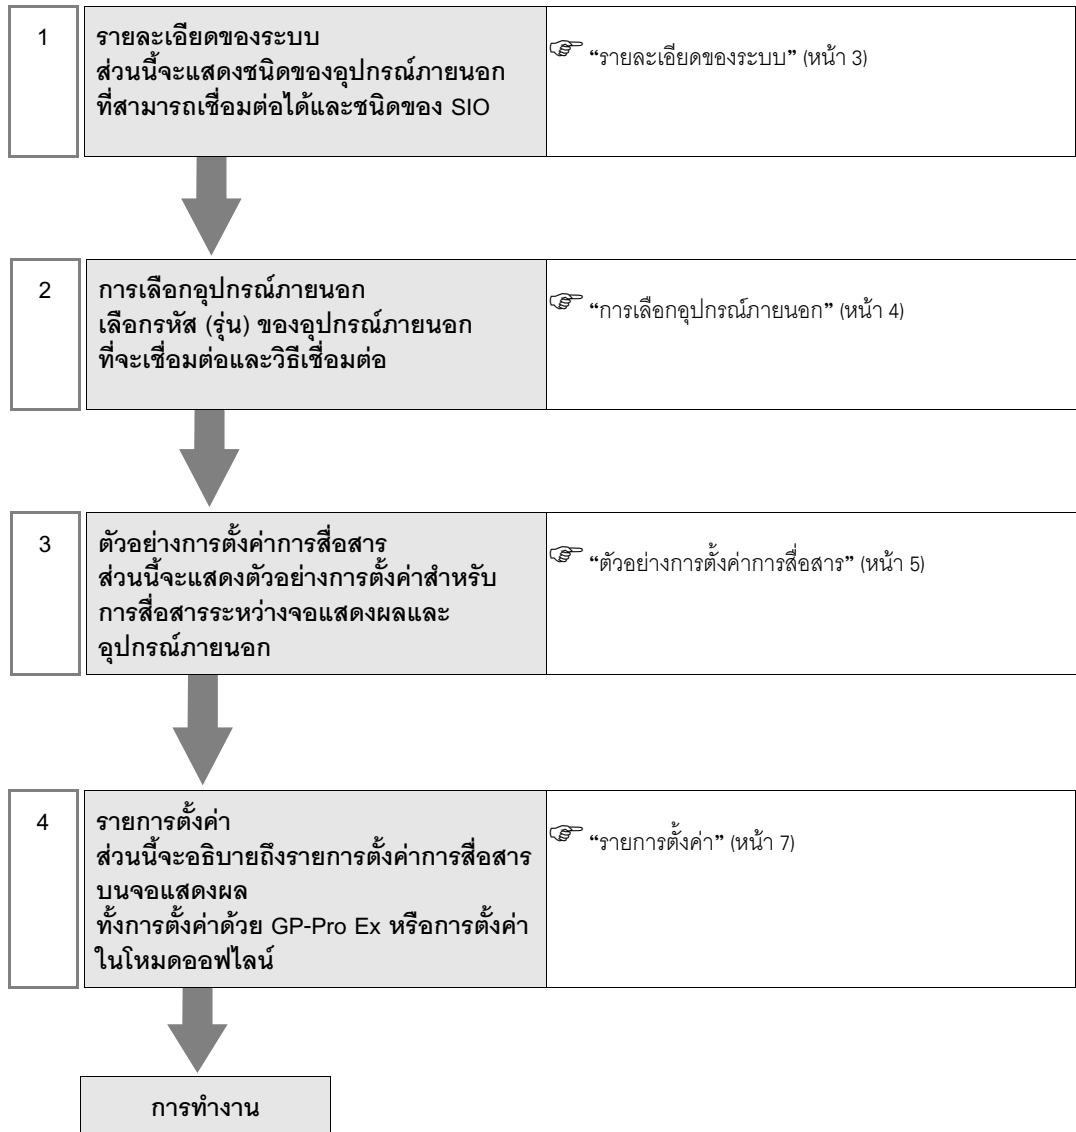 1
รายละเอียดของระบบ
ส่วนนี้จะแสดงชนิดของอุปกรณ์ภายนอก
ที่สามารถเชื่อมต่อได้และชนิดของ SIO
“รายละเอียดของระบบ” (หน้า 3)
2
การเลือกอุปกรณ์ภายนอก
เลือกรหัส (รุ่น) ของอุปกรณ์ภายนอก
ที่จะเชื่อมต่อและวิธีเชื่อมต่อ
“การเลือกอุปกรณ์ภายนอก” (หน้า 4)
3
ตัวอย่างการตั้งค่าการสื่อสาร
ส่วนนี้จะแสดงตัวอย่างการตั้งค่าสำหรับ
การสื่อสารระหว่างจอแสดงผลและ
อุปกรณ์ภายนอก
“ตัวอย่างการตั้งค่าการสื่อสาร” (หน้า 5)
4
รายการตั้งค่า
ส่วนนี้จะอธิบายถึงรายการตั้งค่าการสื่อสาร
บนจอแสดงผล
ทั้งการตั้งค่าด้วย GP-Pro Ex หรือการตั้งค่า
ในโหมดออฟไลน์
“รายการตั้งค่า” (หน้า 7)
การทำงาน